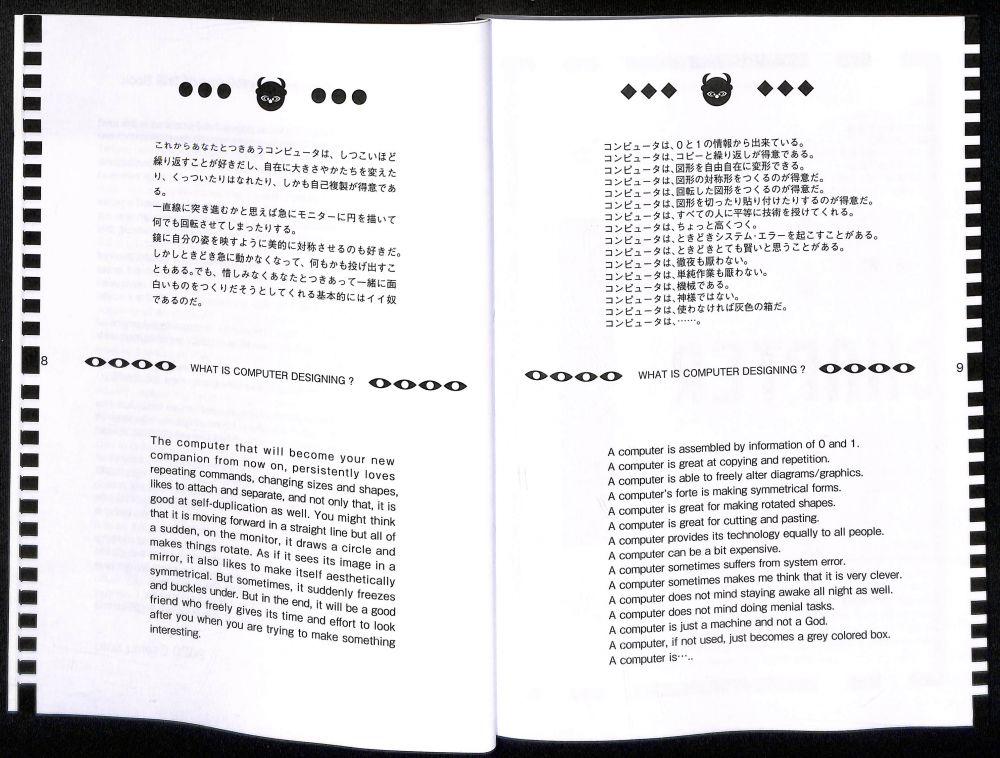 これからあなたとつきあうコンピュータは、しつこいほど
繰り返すことが好きだし、自在に大きさやかたちを変えた
り、くっついたりはなれたり、しかも自己複製が得意であ
る。
一直線に突き進むかと思えば急にモニターに円を描いて
何でも回転させてしまったりする。
鏡に自分の姿を映すように美的に対称させるのも好きだ。
しかしときどき急に動かなくなって、何もかも投げ出すこ
ともある。でも、惜しみなくあなたとつきあって一緒に面
白いものをつくりだそうとしてくれる基本的にはイイ奴
であるのだ。
8
WHAT IS COMPUTER DESIGNING ?
The computer that will become your new
companion from now on, persistently loves
repeating commands, changing sizes and shapes,
likes to attach and separate, and not only that, it is
good at self-duplication as well. You might think
that it is moving forward in a straight line but all of
a sudden, on the monitor, it draws a circle and
makes things rotate. As if it sees its image in a
mirror, it also likes to make itself aesthetically
symmetrical. But sometimes, it suddenly freezes
and buckles under. But in the end, it will be a good
friend who freely gives its time and effort to look
after you when you are trying to make something
interesting.
コンピュータは、0と1の情報から出来ている。
コンピュータは、コピーと繰り返しが得意である。
コンピュータは、図形を自由自在に変形できる。
コンピュータは、図形の対称形をつくるのが得意だ。
コンピュータは、回転した図形をつくるのが得意だ。
コンピュータは、図形を切ったり貼り付けたりするのが得意だ。
コンピュータは、すべての人に平等に技術を授けてくれる。
コンピュータは、ちょっと高くつく。
コンピュータは、ときどきシステム・エラーを起こすことがある。
コンピュータは、ときどきとても賢いと思うことがある。
コンピュータは、徹夜も厭わない。
コンピュータは、単純作業も厭わない。
コンピュータは、機械である。
コンピュータは、神様ではない。
コンピュータは、使わなければ灰色の箱だ。
コンピュータは、……。
WHAT IS COMPUTER DESIGNING ?
9
A computer is assembled by information of 0 and 1.
A computer is great at copying and repetition.
A computer is able to freely alter diagrams/graphics.
A computer's forte is making symmetrical forms.
A computer is great for making rotated shapes.
A computer is great for cutting and pasting.
A computer provides its technology equally to all people.
A computer can be a bit expensive.
A computer sometimes suffers from system error.
A computer sometimes makes me think that it is very clever.
A computer does not mind staying awake all night as well.
A computer does not mind doing menial tasks.
A computer is just a machine and not a God.
A computer, if not used, just becomes a grey colored box.
A computer is…..